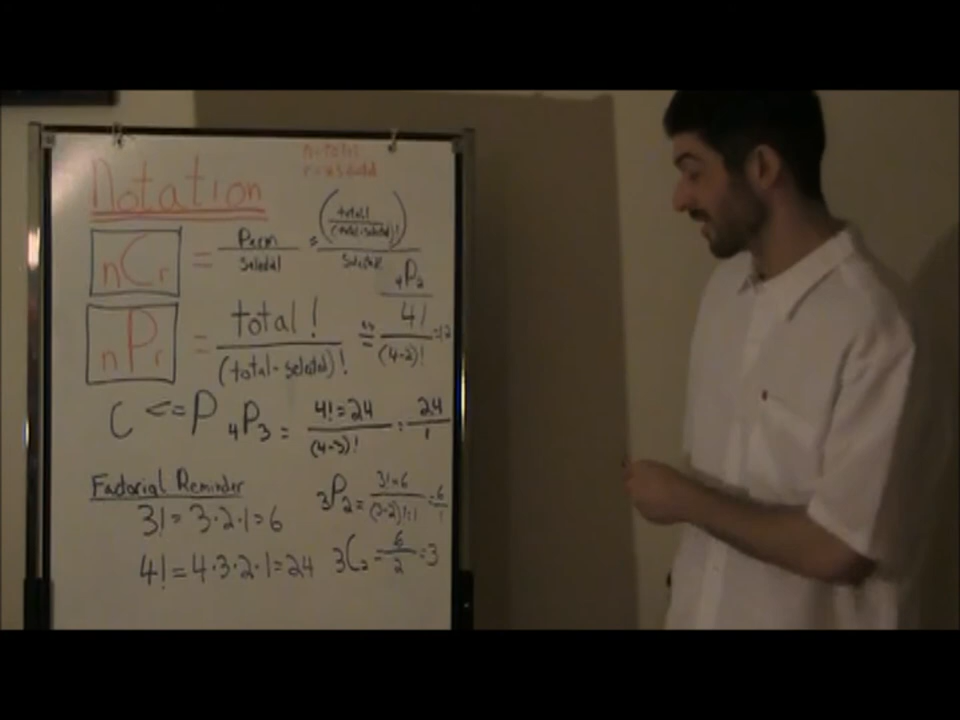 Notation
nCr = Perm / Selected = (total! / (total-selected)!) / Selected
nPr = total! / (total-selected)!
4P2
4! / (4-2)! = 12
C <= P
4P3 = 4!=24 / (4-3)! = 24 / 1
Factorial Reminder
3! = 3·2·1 = 6
4! = 4·3·2·1 = 24
3P2 = 3!=6 / (3-2)!=1 = 6 / 1
3C2 = 6 / 2 = 3